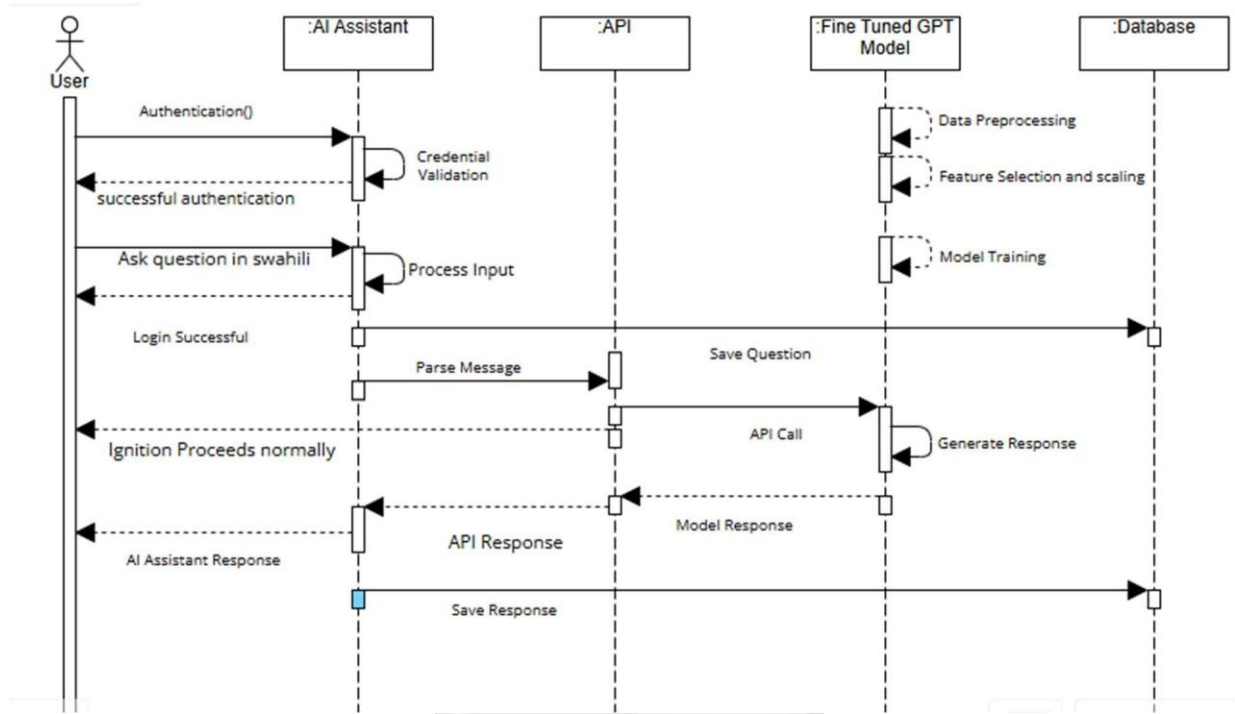 User
:AI Assistant
:API
:Fine Tuned GPT
Model
:Database
Authentication()
Credential
Validation
successful authentication
Data Preprocessing
Feature Selection and scaling
Ask question in swahili
Process Input
Model Training
Login Successful
Save Question
Parse Message
API Call
Generate Response
Ignition Proceeds normally
Model Response
API Response
AI Assistant Response
Save Response